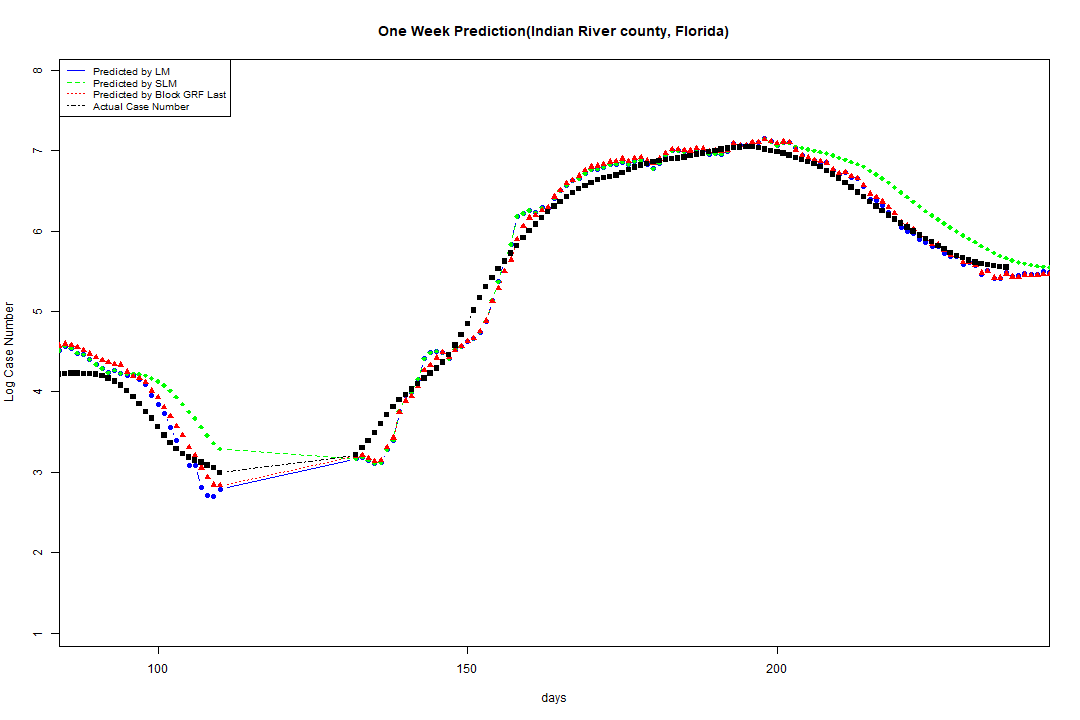 One Week Prediction(Indian River county, Florida)
Predicted by LM
Predicted by SLM
Predicted by Block GRF Last
Actual Case Number
8
7
6
5
4
3
2
1
Log Case Number
100 150 200
days